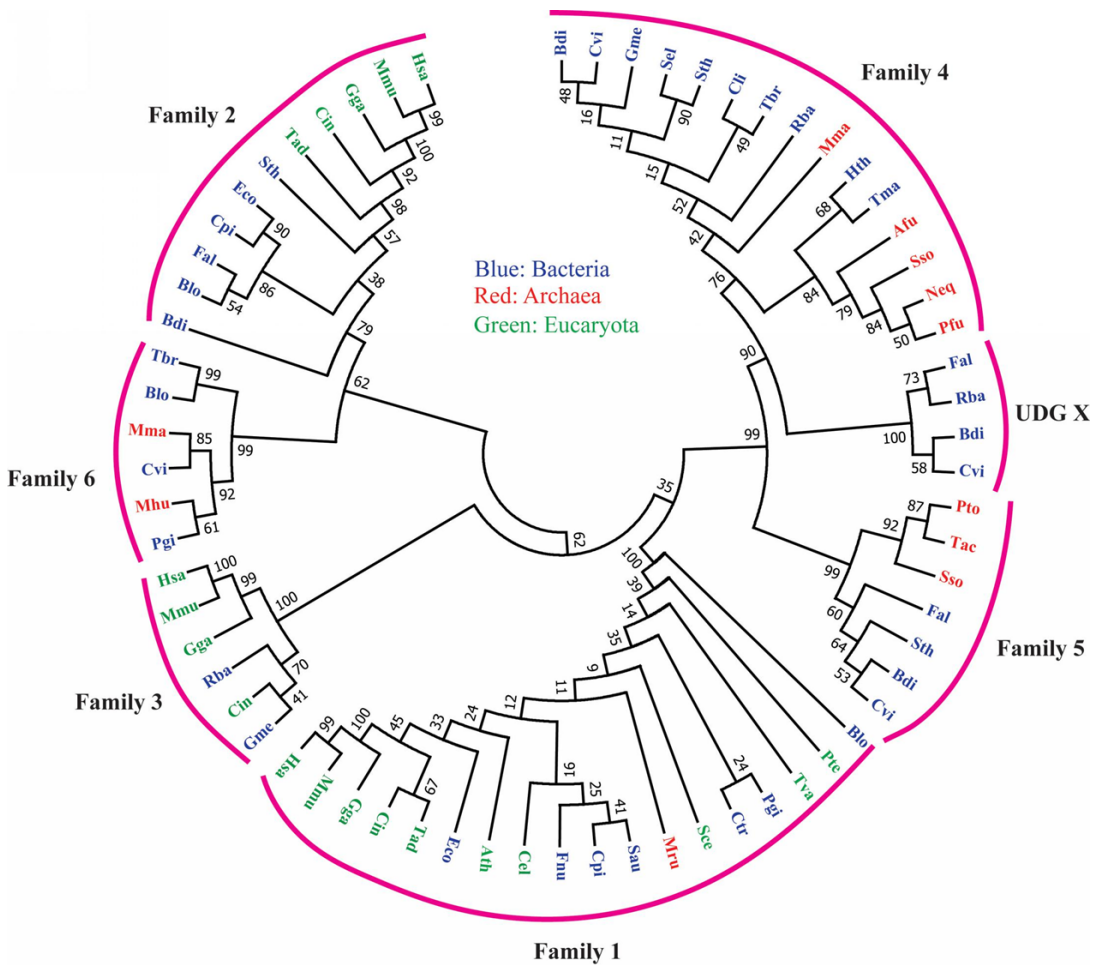 Family 4
Bdi
Cvi
Gme
Sel
Sth
Cli
Tbr
Rba
Mma
Hth
Tma
Afu
Sso
Neq
Pfu
48
16
11
90
15
49
52
42
76
68
84
79
84
50
UDG X
Fal
Rba
Bdi
Cvi
73
100
58
90
99
Family 5
Pto
Tac
Sso
Fal
Sth
Bdi
Cvi
87
92
99
60
64
53
Family 1
Blo
Pte
Tva
Pgi
Ctr
Sce
Mru
Sau
Cpi
Fnu
Cel
Ath
Eco
Tad
Cin
Gga
Mmu
Hsa
35
100
39
14
35
24
9
11
12
16
25
41
24
33
45
67
100
99
62
Family 3
Gme
Cin
Rba
Gga
Mmu
Hsa
41
70
100
99
100
Family 6
Pgi
Mhu
Cvi
Mma
Blo
Tbr
61
92
85
99
99
62
Family 2
Bdi
Blo
Fal
Cpi
Eco
Sth
Tad
Cin
Gga
Mmu
Hsa
79
38
54
86
90
57
98
92
100
99
Blue: Bacteria
Red: Archaea
Green: Eucaryota